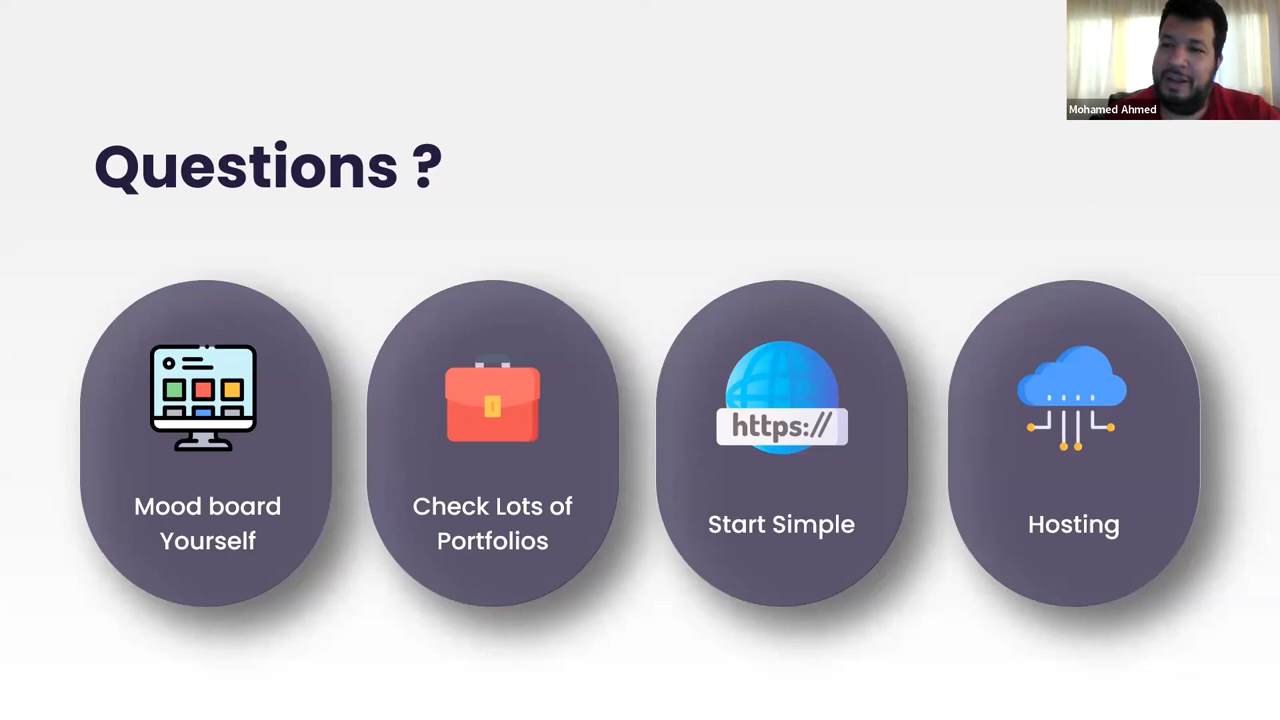 Mohamed Ahmed
Questions ?
Mood board
Yourself
Check Lots of
Portfolios
https://
Start Simple
Hosting